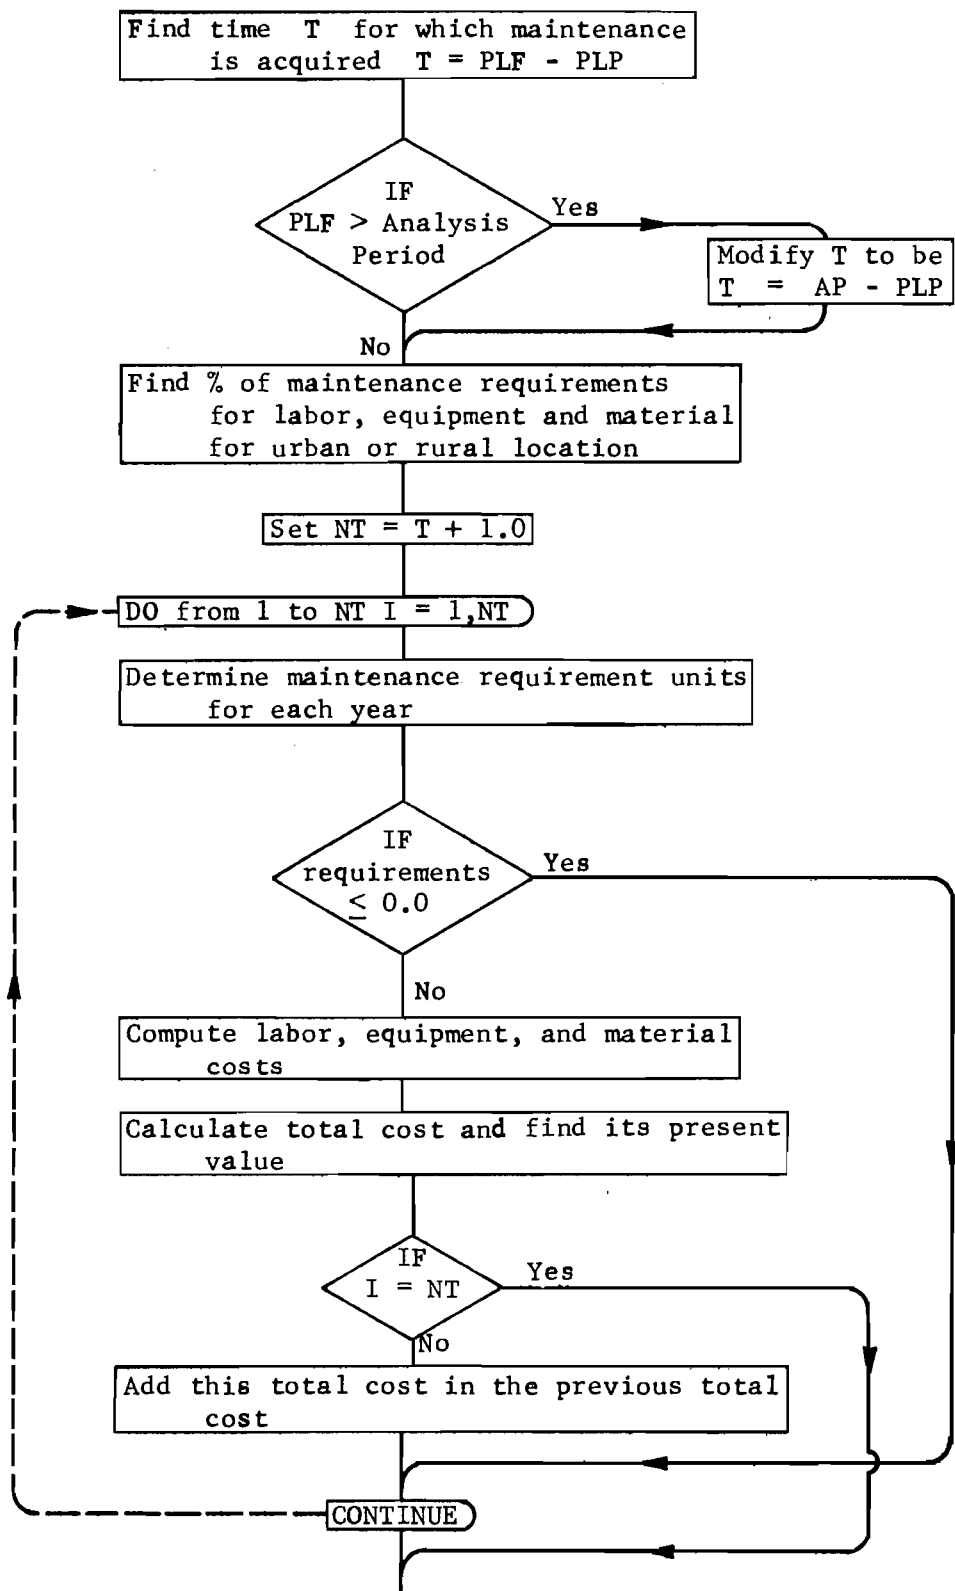 Find time T for which maintenance
is acquired T = PLF - PLP
IF
PLF > Analysis
Period
Yes
Modify T to be
T = AP - PLP
No
Find % of maintenance requirements
for labor, equipment and material
for urban or rural location
Set NT = T + 1.0
DO from 1 to NT I = 1,NT
Determine maintenance requirement units
for each year
IF
requirements
≤ 0.0
Yes
No
Compute labor, equipment, and material
costs
Calculate total cost and find its present
value
IF
I = NT
Yes
No
Add this total cost in the previous total
cost
CONTINUE